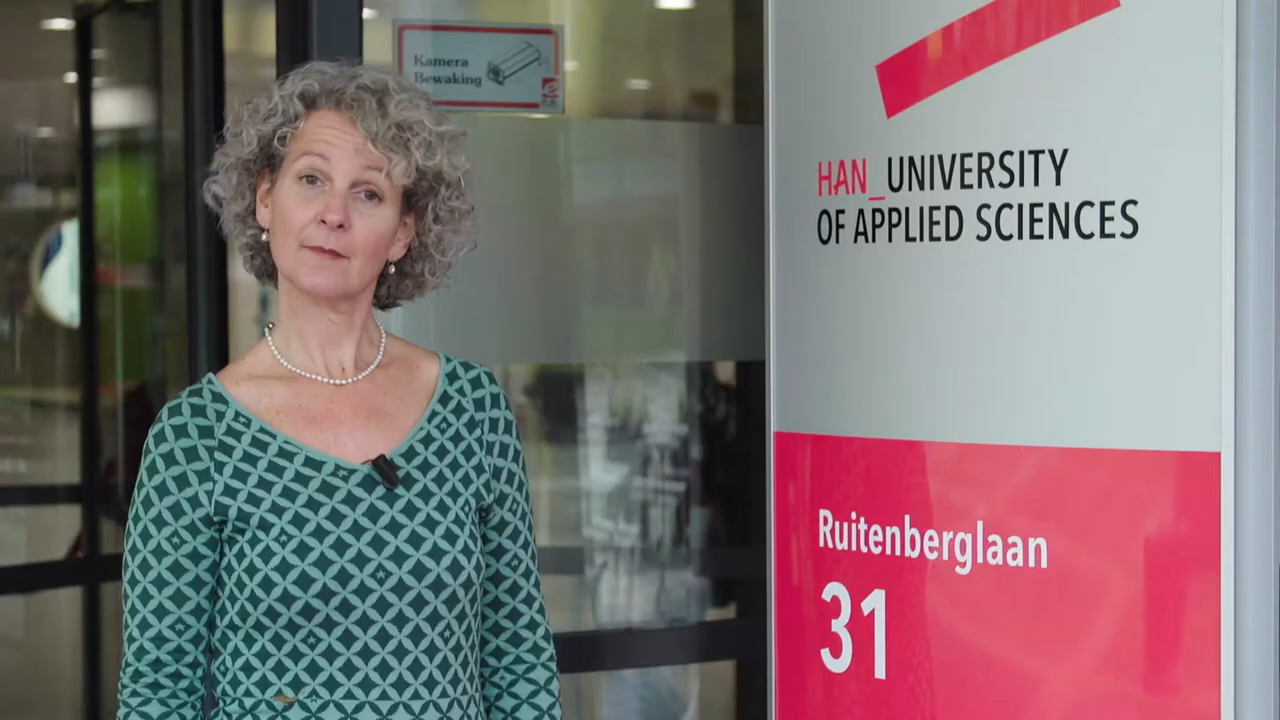 Kamera
Bewaking
HAN_UNIVERSITY
OF APPLIED SCIENCES
Ruitenberglaan
31